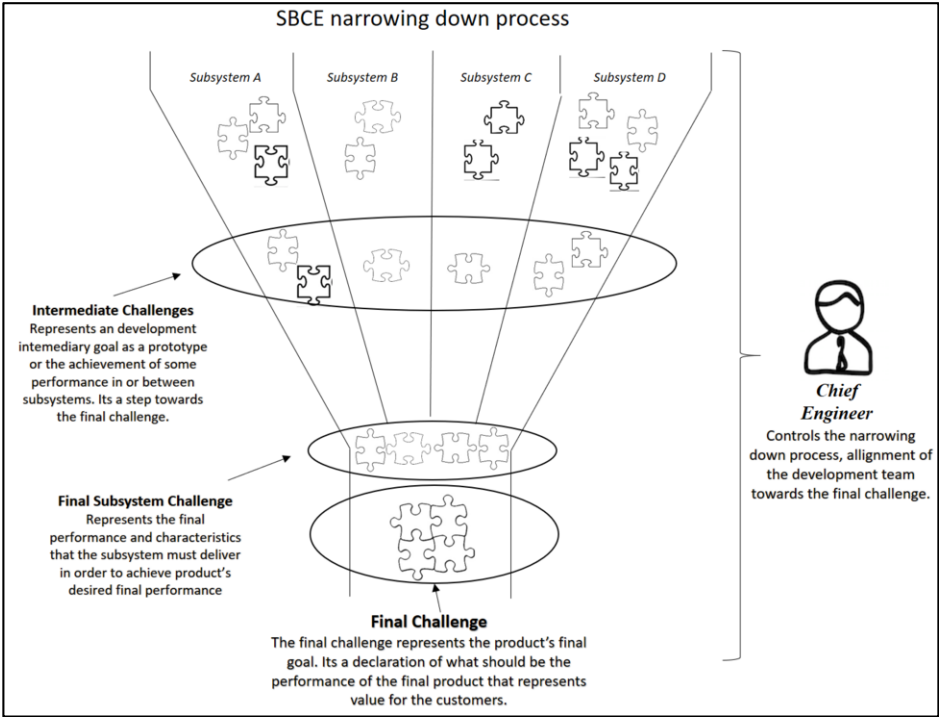 SBCE narrowing down process
Subsystem A
Subsystem B
Subsystem C
Subsystem D
Intermediate Challenges
Represents an development
intemediary goal as a prototype
or the achievement of some
performance in or between
subsystems. Its a step towards
the final challenge.
Chief
Engineer
Controls the narrowing
down process, allignment of
the development team
towards the final challenge.
Final Subsystem Challenge
Represents the final
performance and characteristics
that the subsystem must deliver
in order to achieve product's
desired final performance
Final Challenge
The final challenge represents the product's final
goal. Its a declaration of what should be the
performance of the final product that represents
value for the customers.